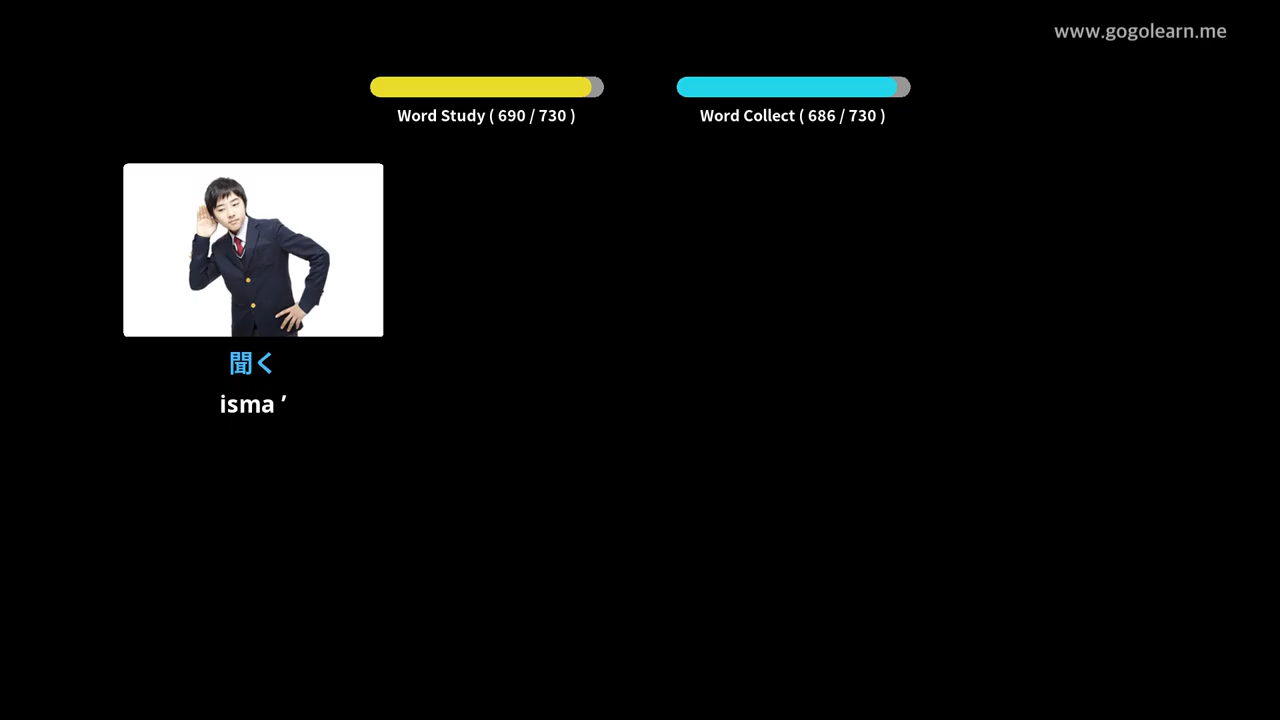 www.gogolearn.me
Word Study ( 690 / 730 )
Word Collect ( 686 / 730 )
聞く
isma ’